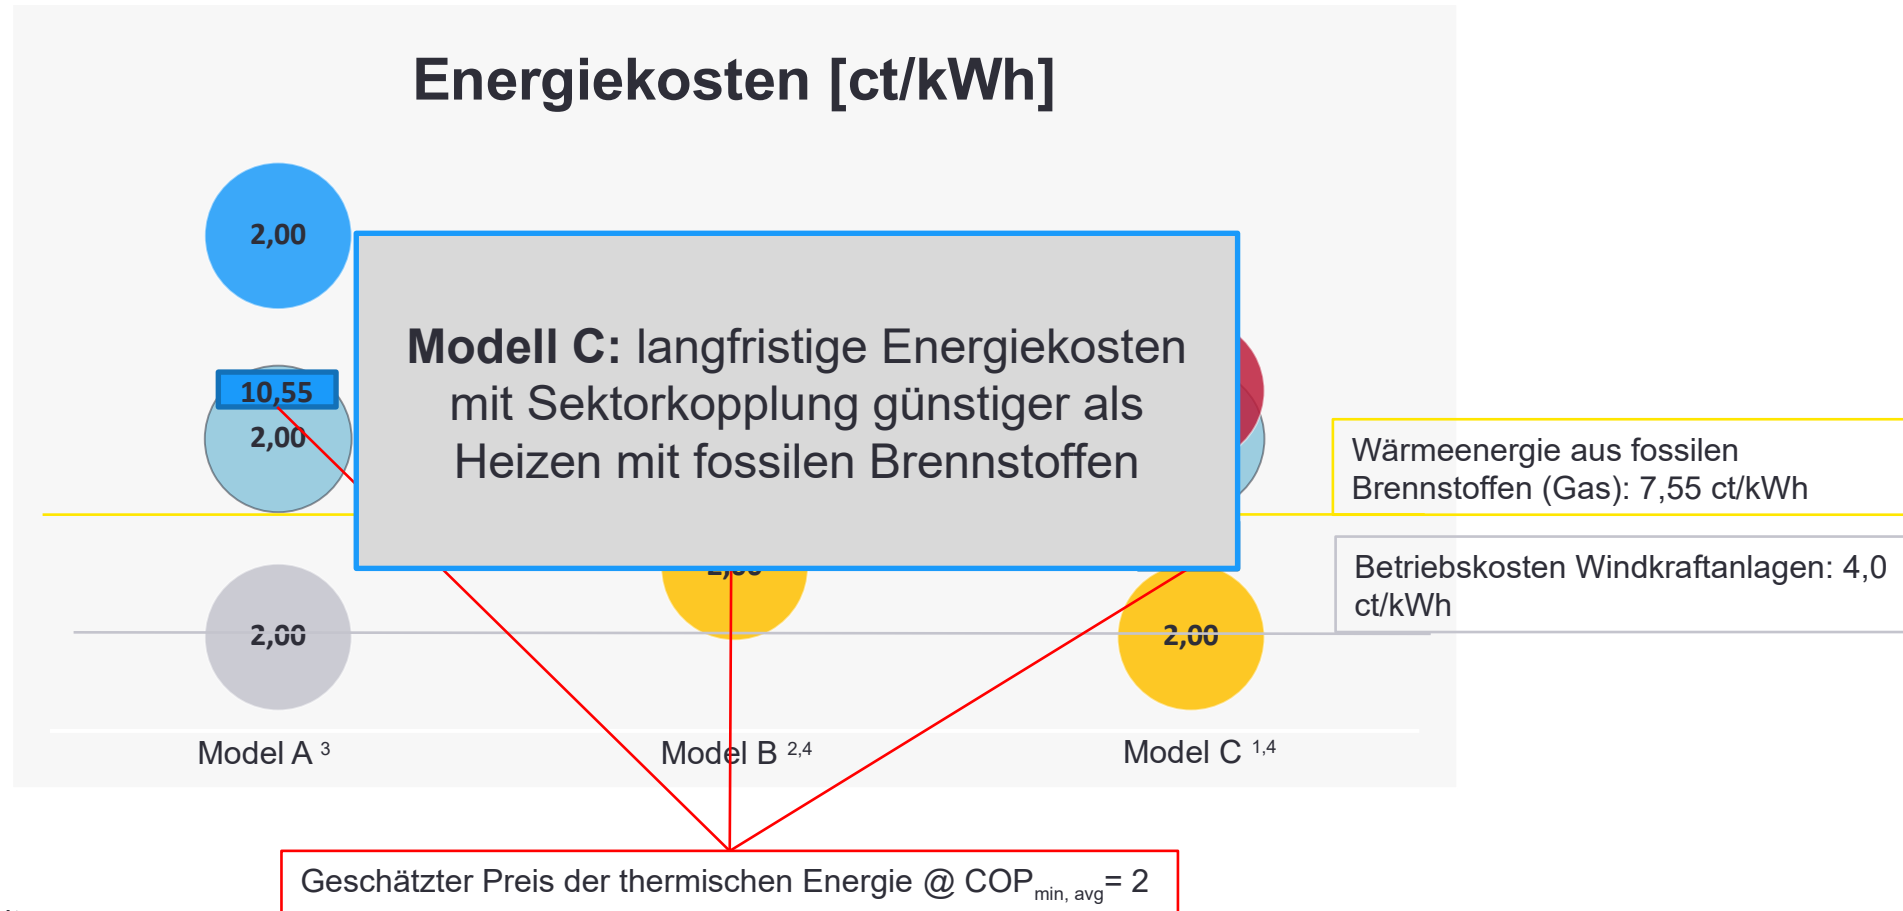 Energiekosten [ct/kWh]
2,00
Modell C: langfristige Energiekosten
mit Sektorkopplung günstiger als
Heizen mit fossilen Brennstoffen
10,55
2,00
Wärmeenergie aus fossilen
Brennstoffen (Gas): 7,55 ct/kWh
Betriebskosten Windkraftanlagen: 4,0
ct/kWh
2,00
2,00
Model A 3
Model B 2,4
Model C 1,4
Geschätzter Preis der thermischen Energie @ COPmin, avg= 2